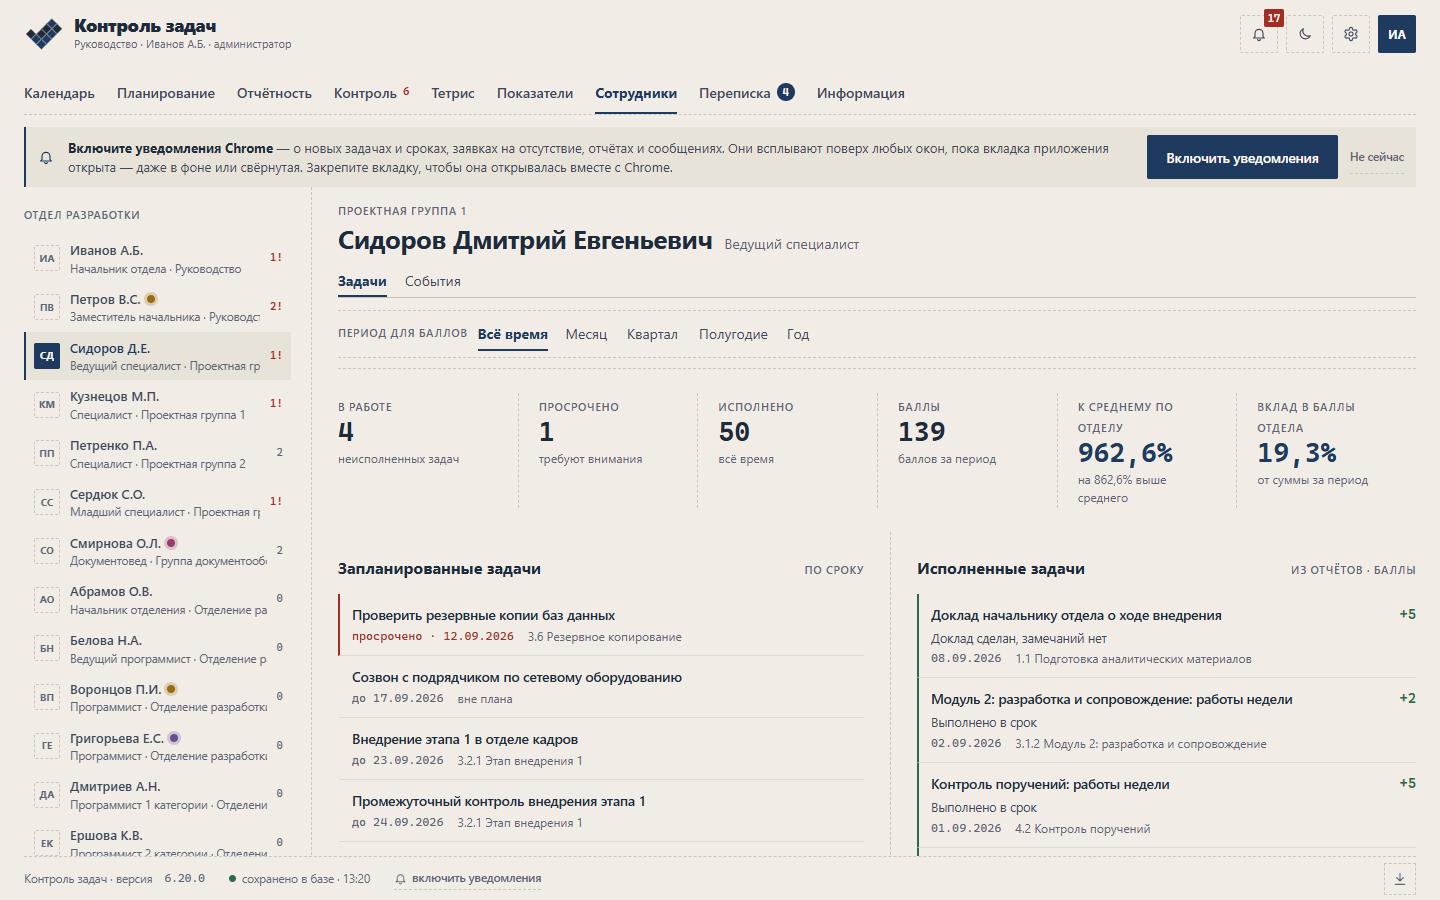 Контроль задач
Руководство · Иванов А.Б. · администратор
17
ИА
Календарь
Планирование
Отчётность
Контроль 6
Тетрис
Показатели
Сотрудники
Переписка 4
Информация
Включите уведомления Chrome — о новых задачах и сроках, заявках на отсутствие, отчётах и сообщениях. Они всплывают поверх любых окон, пока вкладка приложения
открыта — даже в фоне или свёрнутая. Закрепите вкладку, чтобы она открывалась вместе с Chrome.
Включить уведомления
Не сейчас
ОТДЕЛ РАЗРАБОТКИ
ИА
Иванов А.Б.
Начальник отдела · Руководство
1!
ПВ
Петров В.С.
Заместитель начальника · Руководст
2!
СД
Сидоров Д.Е.
Ведущий специалист · Проектная гр
1!
КМ
Кузнецов М.П.
Специалист · Проектная группа 1
1!
ПП
Петренко П.А.
Специалист · Проектная группа 2
2
СС
Сердюк С.О.
Младший специалист · Проектная гр
1!
СО
Смирнова О.Л.
Документовед · Группа документооб
2
АО
Абрамов О.В.
Начальник отделения · Отделение ра
0
БН
Белова Н.А.
Ведущий программист · Отделение р
0
ВП
Воронцов П.И.
Программист · Отделение разработки
0
ГЕ
Григорьева Е.С.
Программист · Отделение разработки
0
ДА
Дмитриев А.Н.
Программист 1 категории · Отделени
0
ЕК
Ершова К.В.
Программист 2 категории · Отделени
0
ПРОЕКТНАЯ ГРУППА 1
Сидоров Дмитрий Евгеньевич Ведущий специалист
Задачи
События
ПЕРИОД ДЛЯ БАЛЛОВ
Всё время
Месяц
Квартал
Полугодие
Год
В РАБОТЕ
4
неисполненных задач
ПРОСРОЧЕНО
1
требуют внимания
ИСПОЛНЕНО
50
всё время
БАЛЛЫ
139
баллов за период
К СРЕДНЕМУ ПО
ОТДЕЛУ
962,6%
на 862,6% выше
среднего
ВКЛАД В БАЛЛЫ
ОТДЕЛА
19,3%
от суммы за период
Запланированные задачи
ПО СРОКУ
Проверить резервные копии баз данных
просрочено · 12.09.2026 3.6 Резервное копирование
Созвон с подрядчиком по сетевому оборудованию
до 17.09.2026 вне плана
Внедрение этапа 1 в отделе кадров
до 23.09.2026 3.2.1 Этап внедрения 1
Промежуточный контроль внедрения этапа 1
до 24.09.2026 3.2.1 Этап внедрения 1
Исполненные задачи
ИЗ ОТЧЁТОВ · БАЛЛЫ
Доклад начальнику отдела о ходе внедрения
+5
Доклад сделан, замечаний нет
08.09.2026 1.1 Подготовка аналитических материалов
Модуль 2: разработка и сопровождение: работы недели
+2
Выполнено в срок
02.09.2026 3.1.2 Модуль 2: разработка и сопровождение
Контроль поручений: работы недели
+5
Выполнено в срок
01.09.2026 4.2 Контроль поручений
Контроль задач · версия 6.20.0
сохранено в базе · 13:20
включить уведомления